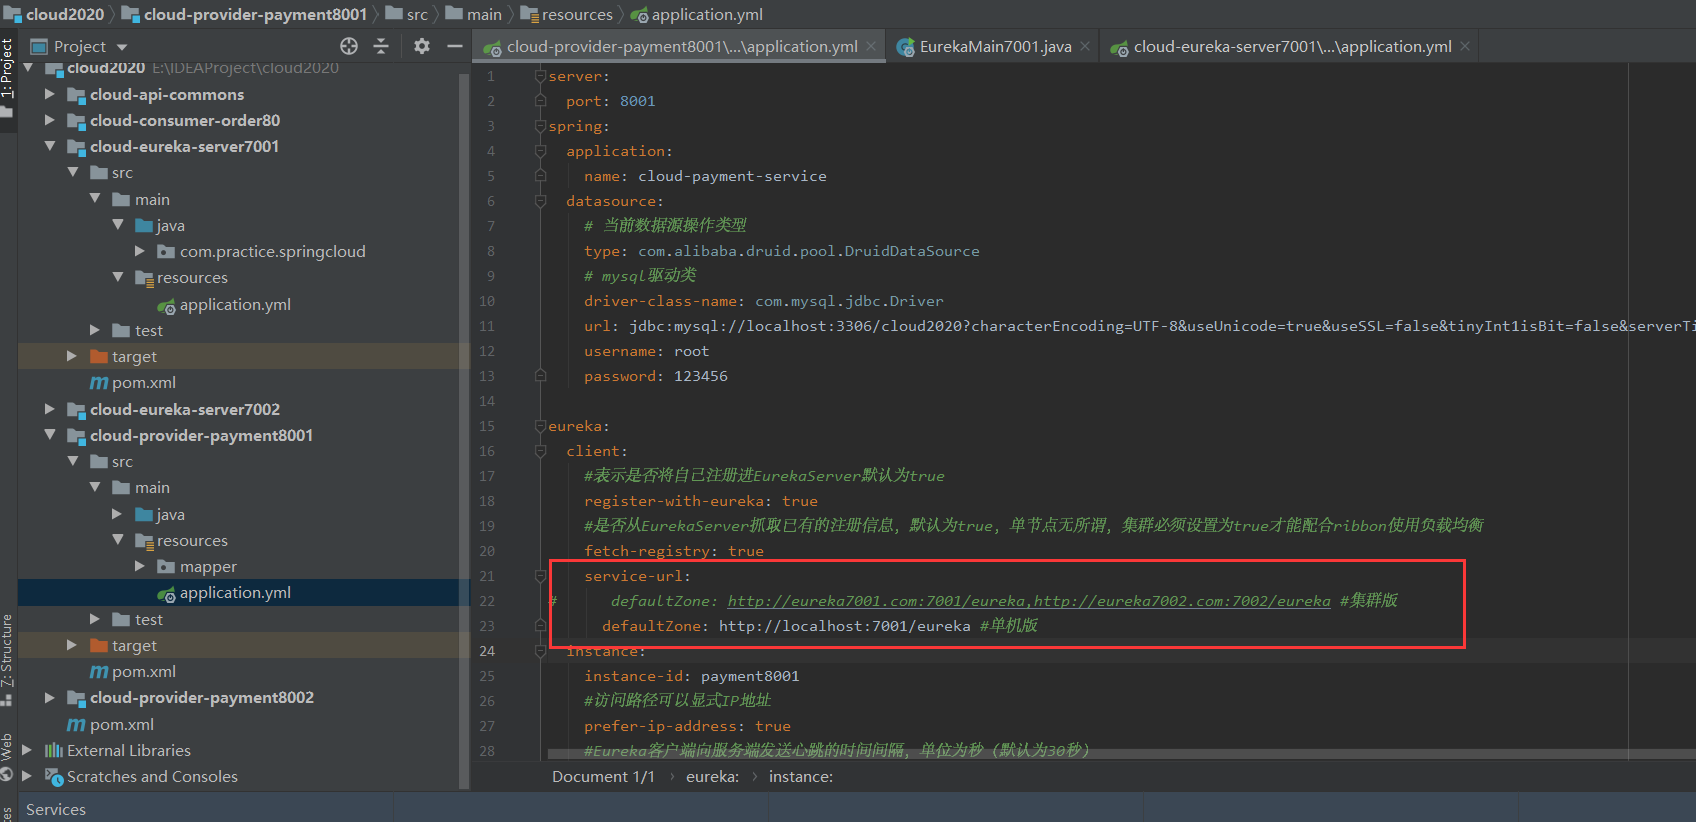 cloud2020 cloud-provider-payment8001 src main resources application.yml
Project
cloud-provider-payment8001\...\application.yml EurekaMain7001.java cloud-eureka-server7001\...\application.yml
1: Project
cloud2020 E:\IDEAProject\cloud2020
cloud-api-commons
cloud-consumer-order80
cloud-eureka-server7001
src
main
java
com.practice.springcloud
resources
application.yml
test
target
pom.xml
cloud-eureka-server7002
cloud-provider-payment8001
src
main
java
resources
mapper
application.yml
test
target
pom.xml
cloud-provider-payment8002
pom.xml
External Libraries
Scratches and Consoles
Z: Structure
Web
1 server:
2 port: 8001
3 spring:
4 application:
5 name: cloud-payment-service
6 datasource:
7 # 当前数据源操作类型
8 type: com.alibaba.druid.pool.DruidDataSource
9 # mysql驱动类
10 driver-class-name: com.mysql.jdbc.Driver
11 url: jdbc:mysql://localhost:3306/cloud2020?characterEncoding=UTF-8&useUnicode=true&useSSL=false&tinyInt1isBit=false&serverTi
12 username: root
13 password: 123456
14
15 eureka:
16 client:
17 #表示是否将自己注册进EurekaServer默认为true
18 register-with-eureka: true
19 #是否从EurekaServer抓取已有的注册信息，默认为true，单节点无所谓，集群必须设置为true才能配合ribbon使用负载均衡
20 fetch-registry: true
21 service-url:
22 # defaultZone: http://eureka7001.com:7001/eureka,http://eureka7002.com:7002/eureka #集群版
23 defaultZone: http://localhost:7001/eureka #单机版
24 instance:
25 instance-id: payment8001
26 #访问路径可以显式IP地址
27 prefer-ip-address: true
28 #Eureka客户端向服务端发送心跳的时间间隔，单位为秒（默认为30秒）
Document 1/1 eureka: instance:
Services